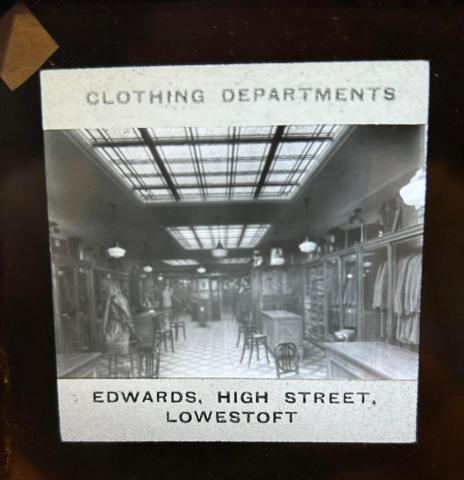 CLOTHING DEPARTMENTS
EDWARDS, HIGH STREET,
LOWESTOFT